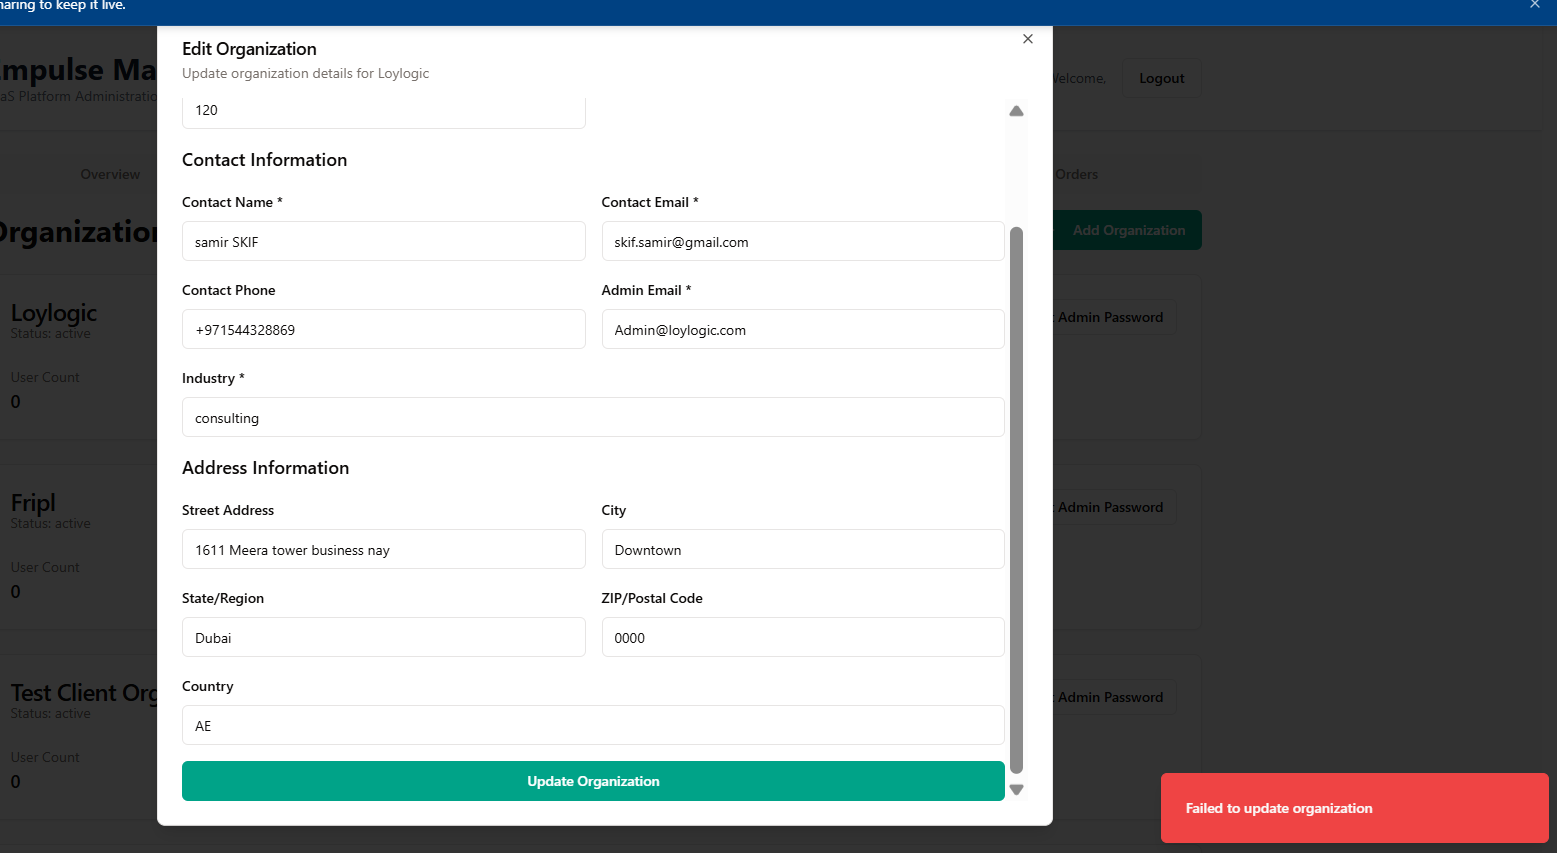 haring to keep it live.
Edit Organization
Update organization details for Loylogic
mpulse Ma
aS Platform Administratio
Welcome,
Logout
120
Contact Information
Overview
Orders
Contact Name *
Contact Email *
samir SKIF
skif.samir@gmail.com
Organization
Add Organization
Contact Phone
Admin Email *
+971544328869
Admin@loylogic.com
Loylogic
Status: active
Admin Password
User Count
0
Industry *
consulting
Address Information
Street Address
City
1611 Meera tower business nay
Downtown
Fripl
Status: active
Admin Password
User Count
0
State/Region
ZIP/Postal Code
Dubai
0000
Country
AE
Test Client Org
Status: active
Admin Password
User Count
0
Update Organization
Failed to update organization